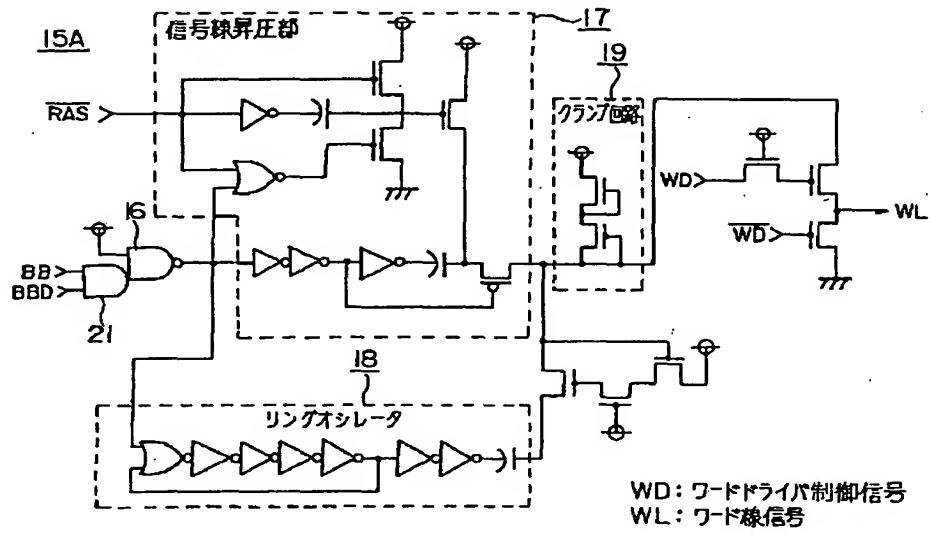 15A
信号線昇圧部
17
19
クランプ回路
RAS
WD
WL
WD
16
BB
BBD
21
18
リングオシレータ
WD: ワードドライバ制御信号
WL: ワード線信号